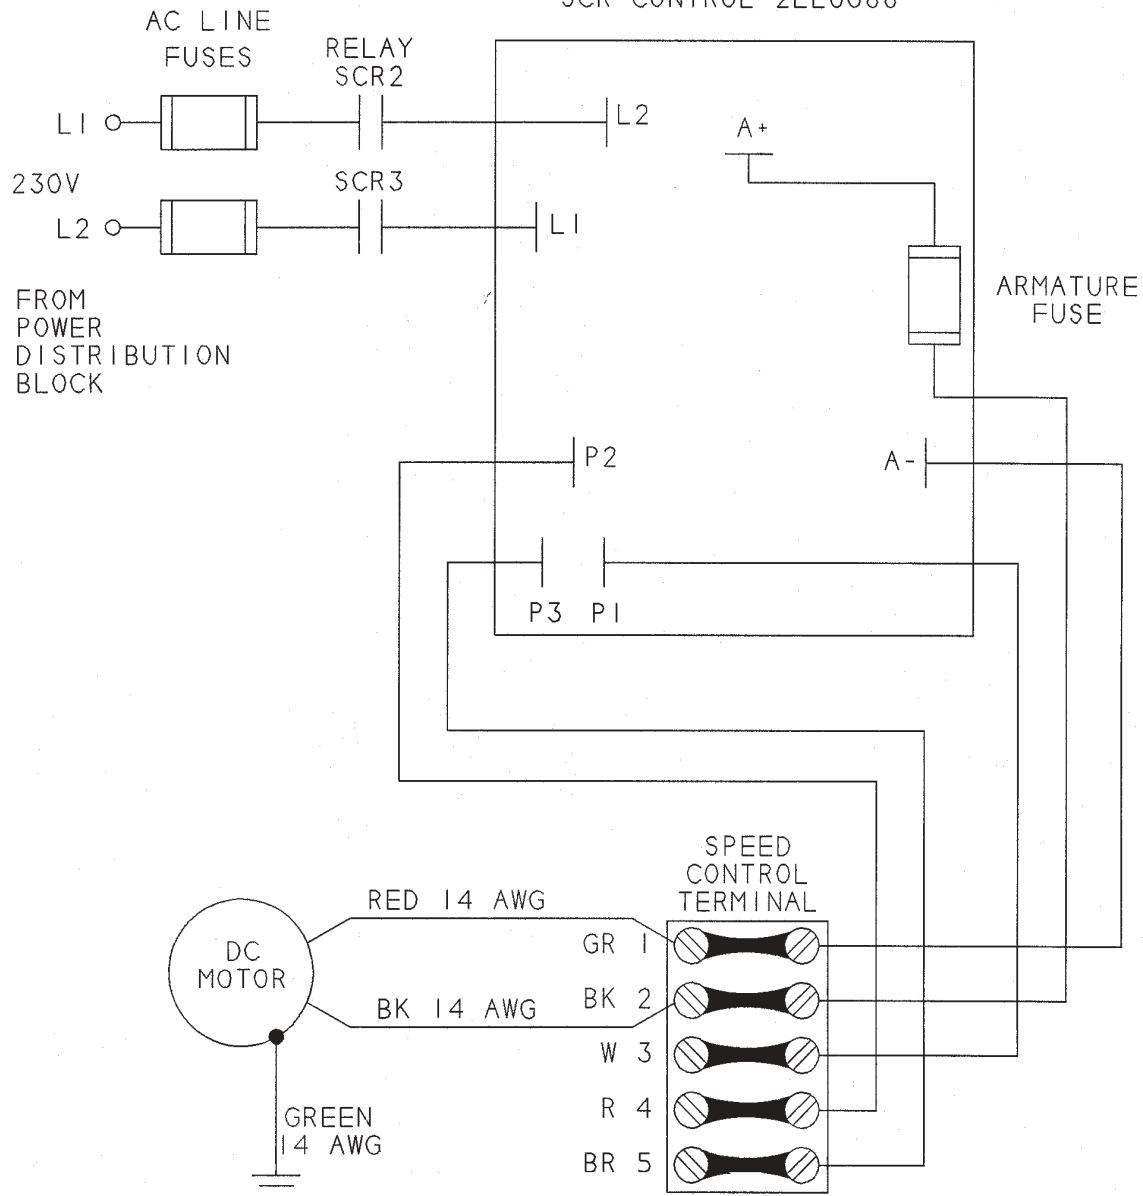 AC LINE
FUSES
RELAY
SCR2
L1
L2
A+
230V
SCR3
L2
L1
FROM
POWER
DISTRIBUTION
BLOCK
ARMATURE
FUSE
P2
A-
P3 P1
SPEED
CONTROL
TERMINAL
RED 14 AWG
DC
MOTOR
GR 1
BK 14 AWG
BK 2
W 3
R 4
GREEN
14 AWG
BR 5